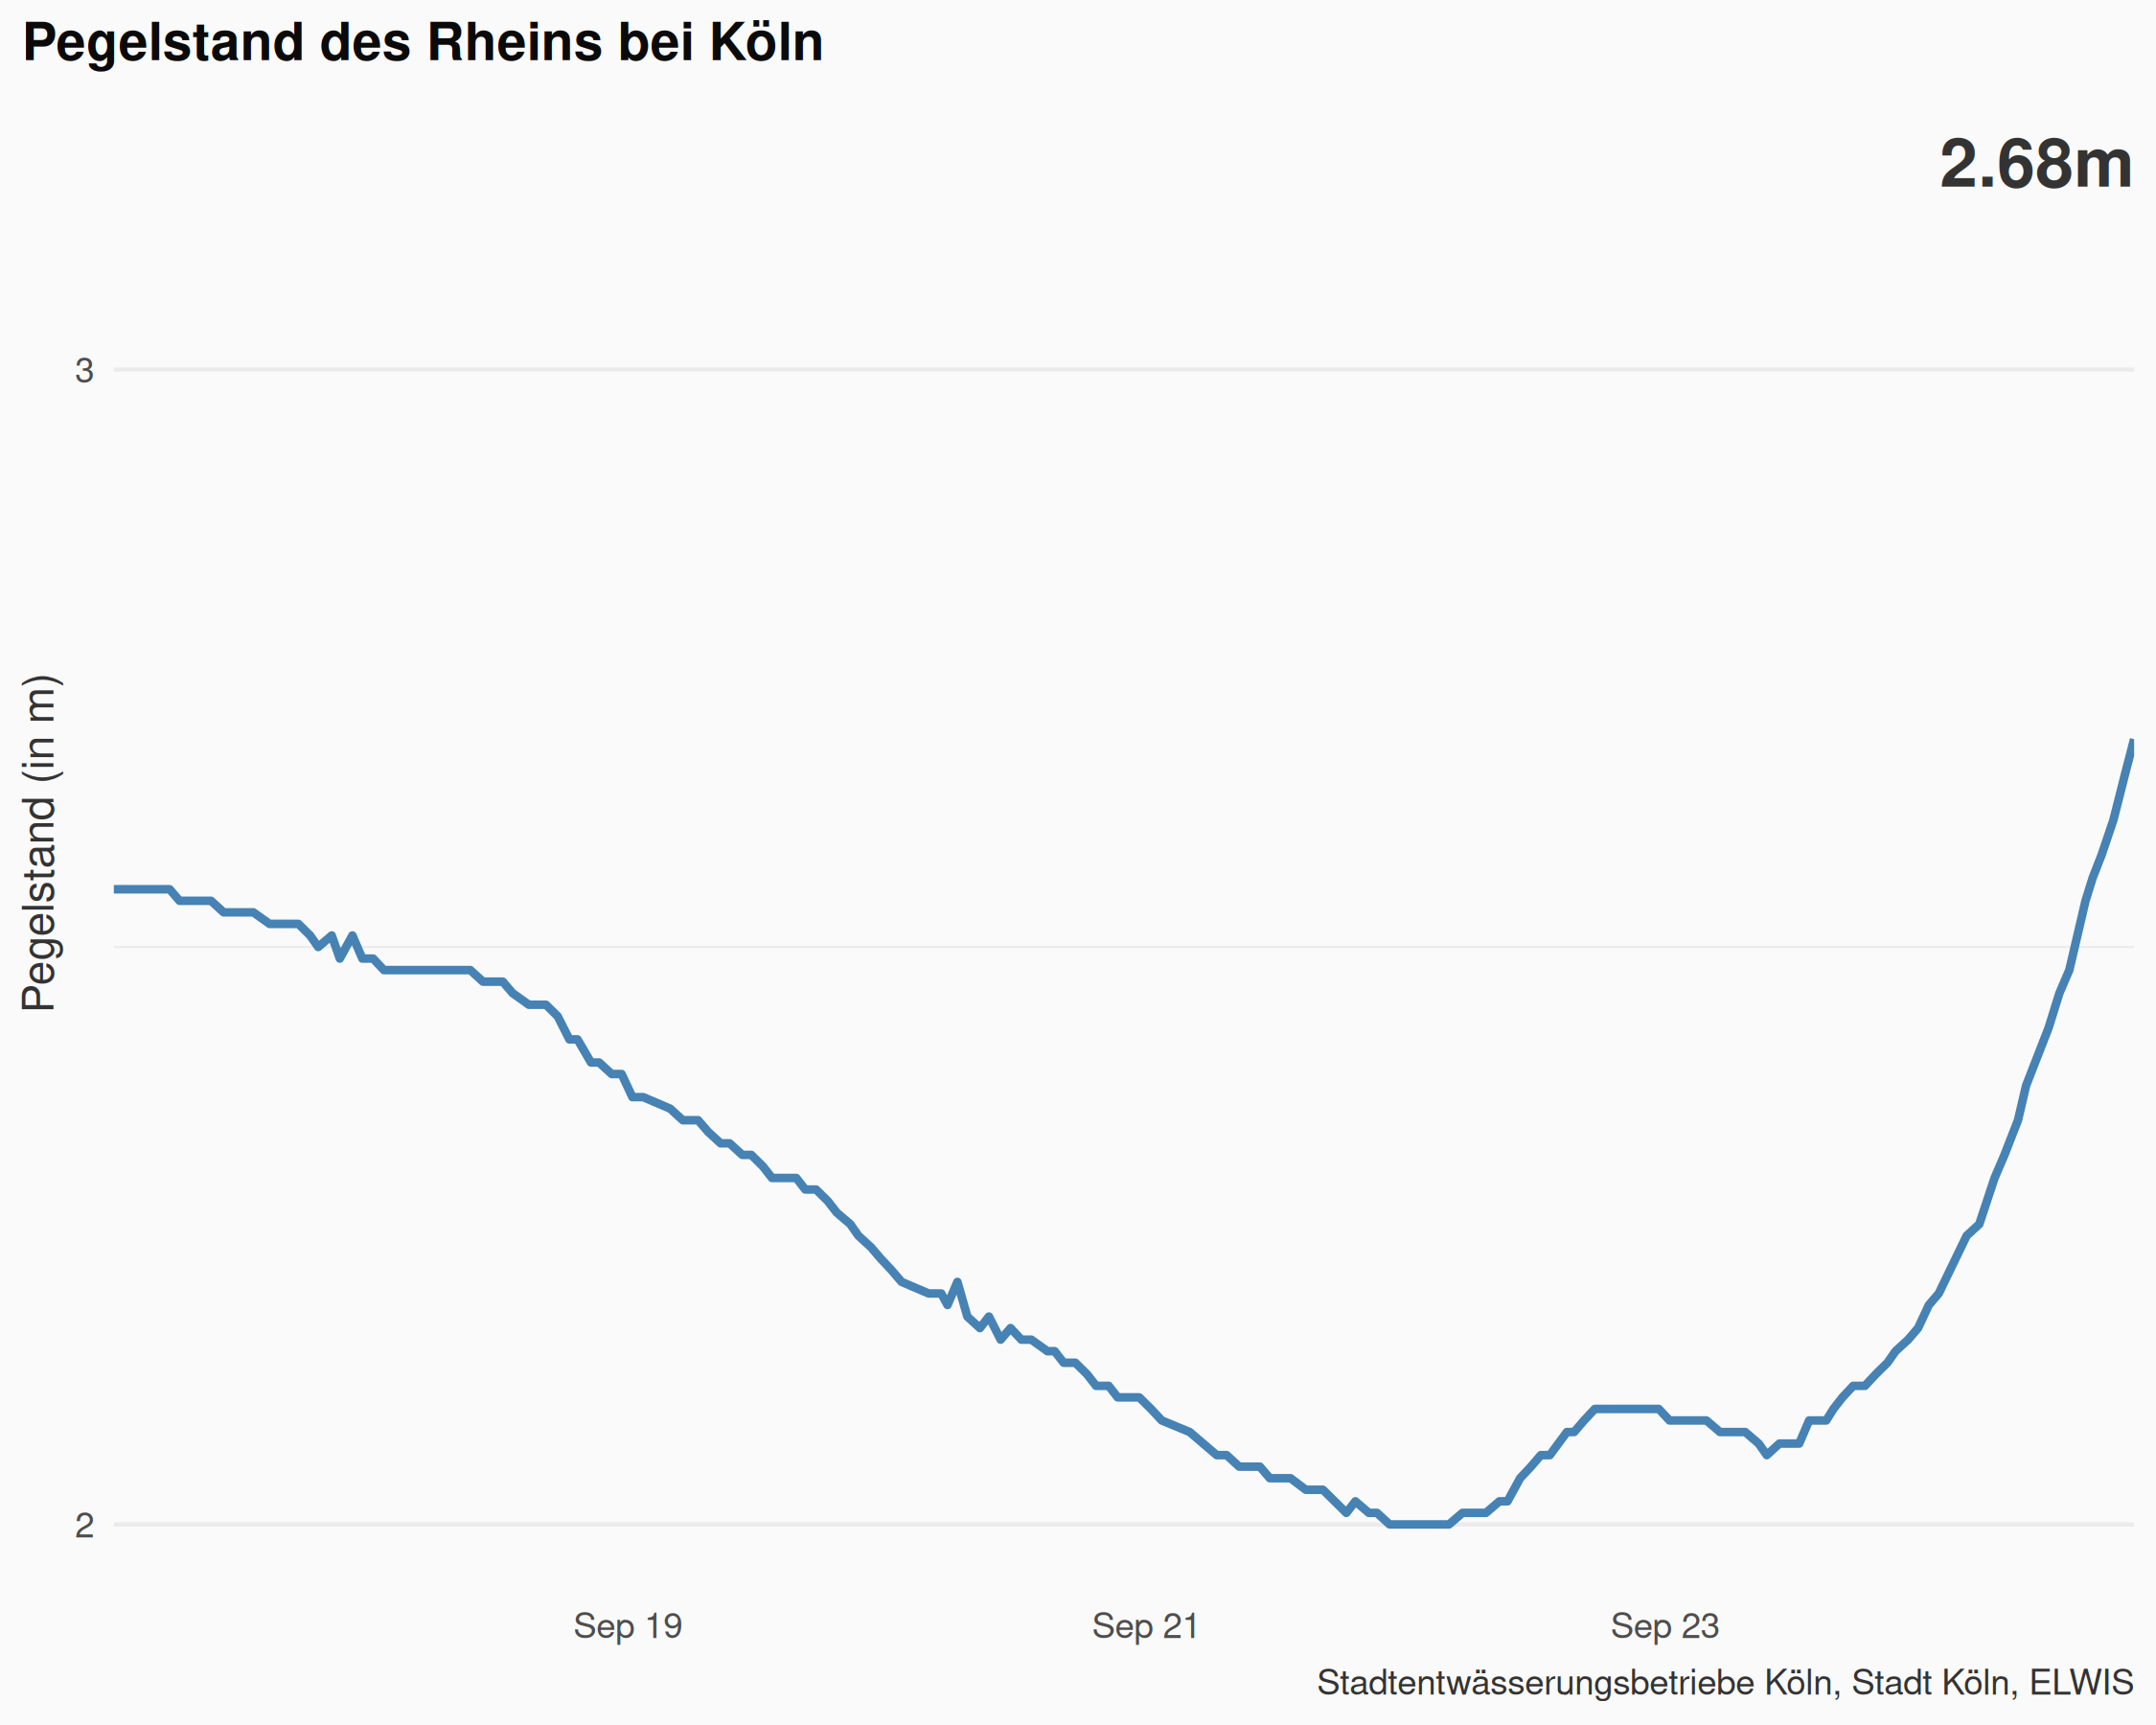 Pegelstand des Rheins bei Köln
2.68m
3
Pegelstand (in m)
2
Sep 19
Sep 21
Sep 23
Stadtentwässerungsbetriebe Köln, Stadt Köln, ELWIS